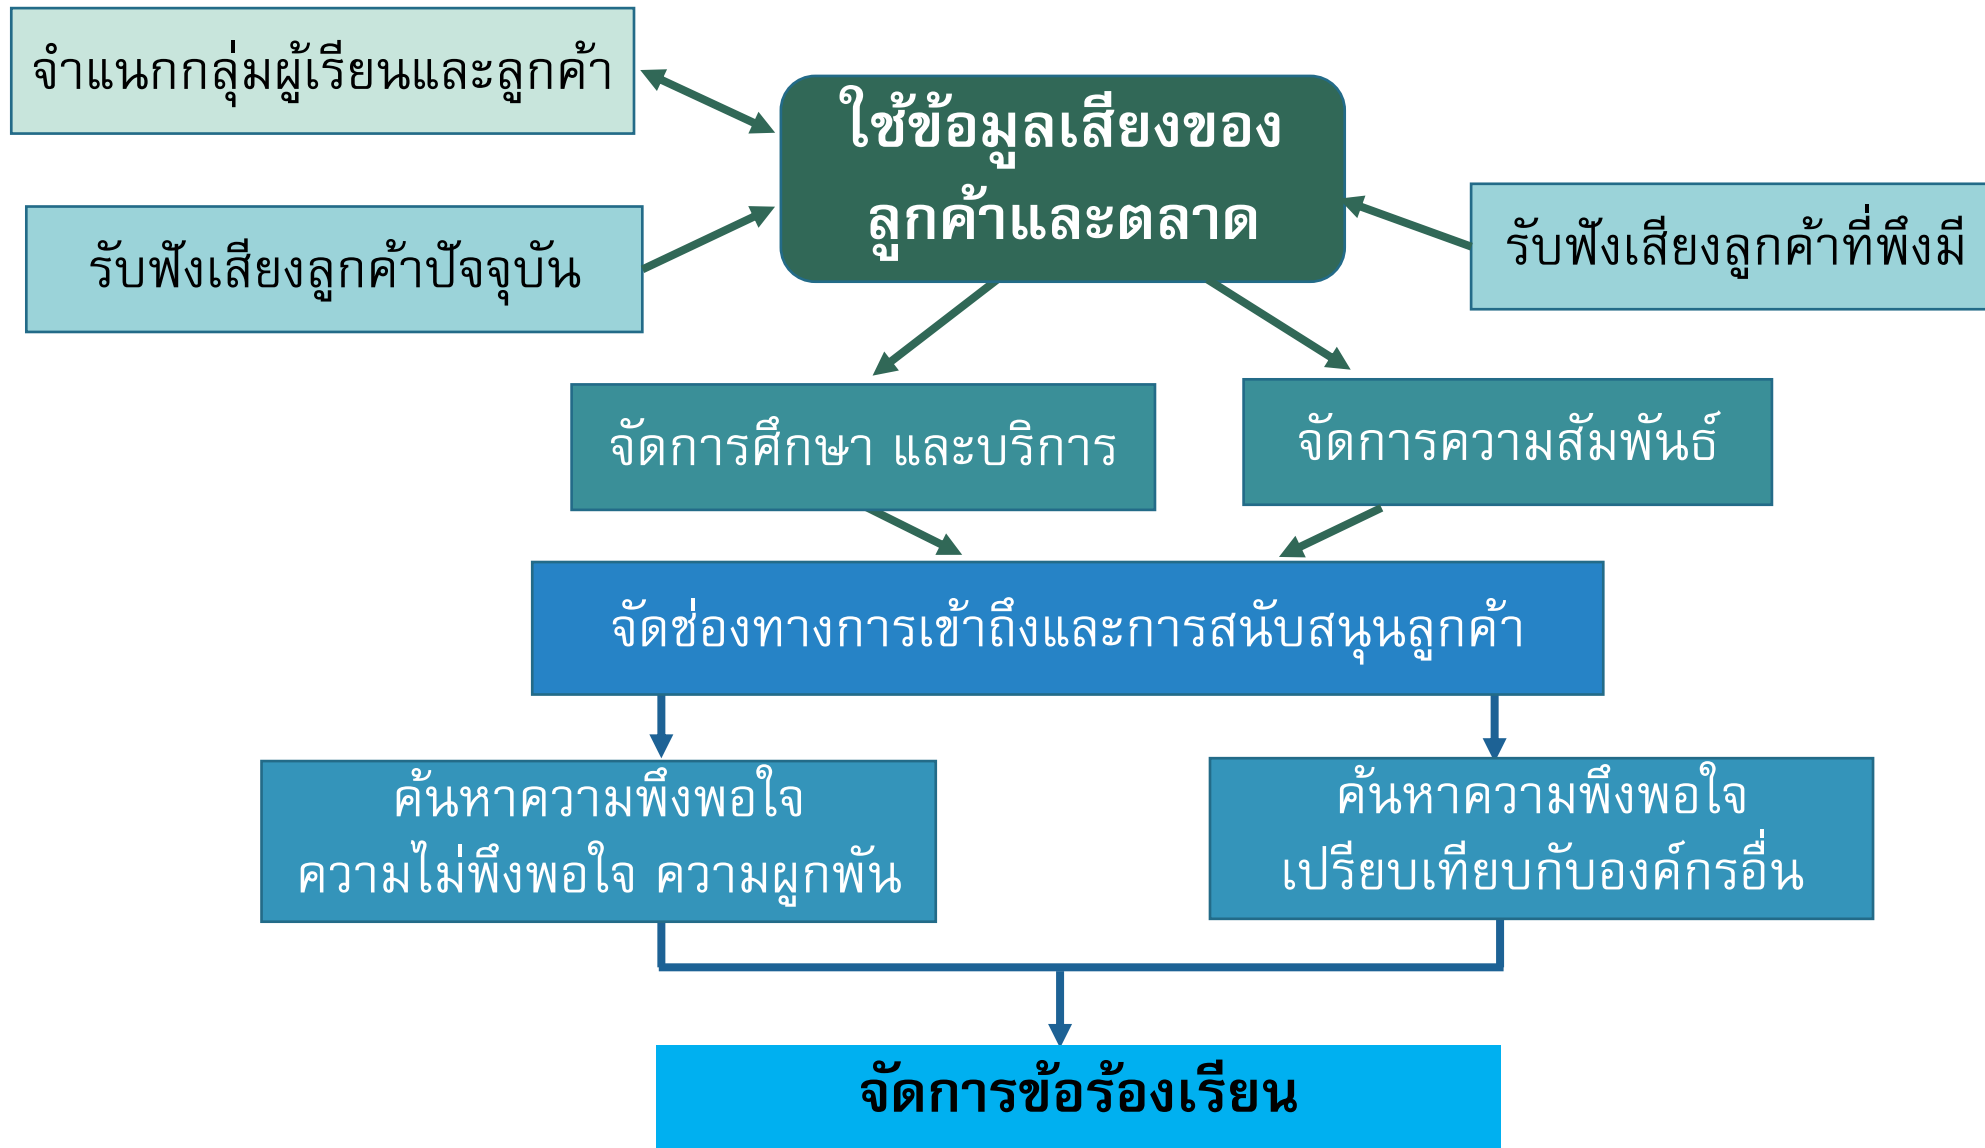 จำแนกกลุ่มผู้เรียนและลูกค้า
ใช้ข้อมูลเสียงของ
ลูกค้าและตลาด
รับฟังเสียงลูกค้าปัจจุบัน
รับฟังเสียงลูกค้าที่พึงมี
จัดการศึกษา และบริการ
จัดการความสัมพันธ์
จัดช่องทางการเข้าถึงและการสนับสนุนลูกค้า
ค้นหาความพึงพอใจ
ความไม่พึงพอใจ ความผูกพัน
ค้นหาความพึงพอใจ
เปรียบเทียบกับองค์กรอื่น
จัดการข้อร้องเรียน